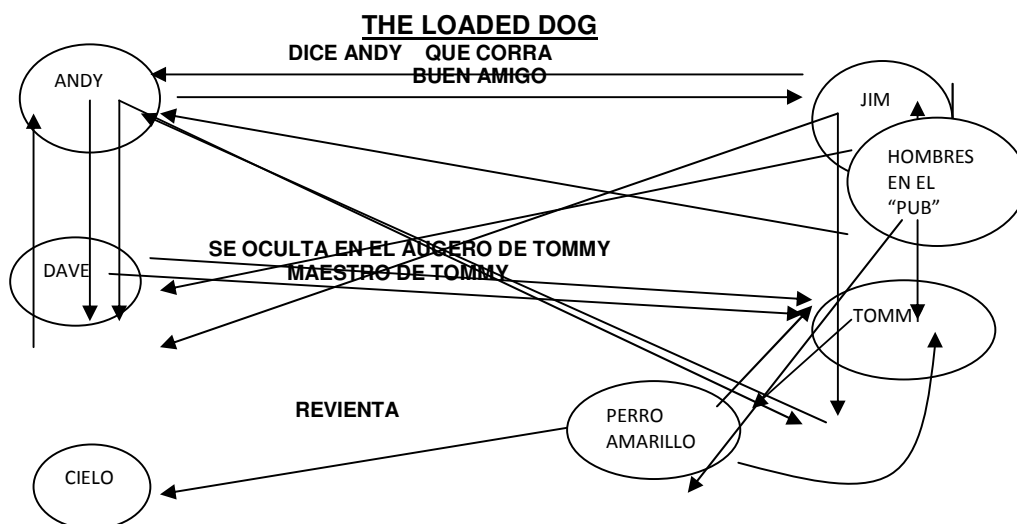 THE LOADED DOG
DICE ANDY QUE CORRA
BUEN AMIGO
ANDY
JIM
HOMBRES
EN EL
“PUB”
SE OCULTA EN EL AUGERO DE TOMMY
DAVE
MAESTRO DE TOMMY
TOMMY
REVIENTA
PERRO
AMARILLO
CIELO